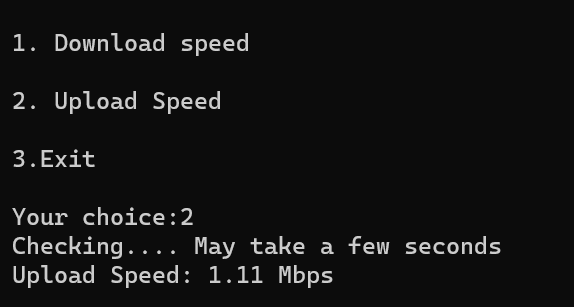 1. Download speed
2. Upload Speed
3.Exit
Your choice:2
Checking.... May take a few seconds
Upload Speed: 1.11 Mbps